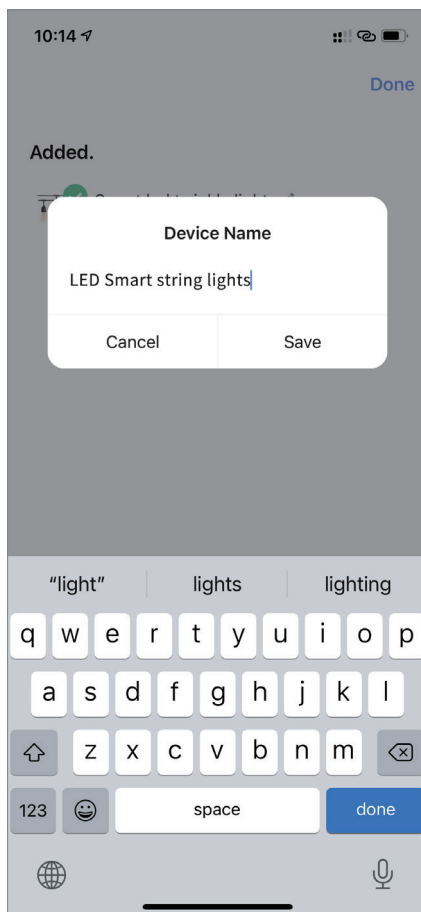 10:14
Done
Added.
Device Name
LED Smart string lights
Cancel Save
“light” lights lighting
q w e r t y u i o p
a s d f g h j k l
z x c v b n m
123 space done